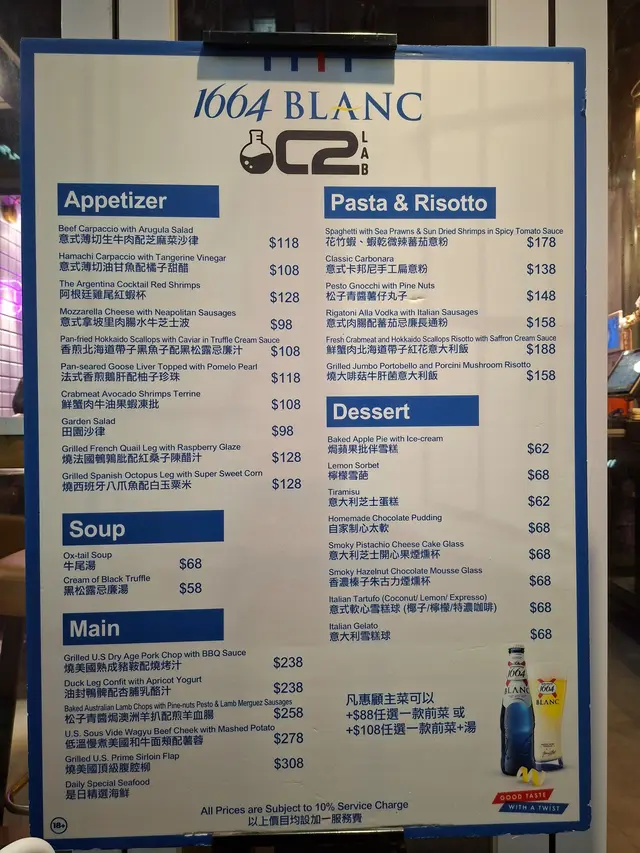 1664 BLANC
C2 LAB
Appetizer
Beef Carpaccio with Arugula Salad
意式薄切生牛肉配芝麻菜沙律 $118
Hamachi Carpaccio with Tangerine Vinegar
意式薄切油甘魚配橘子甜醋 $108
The Argentina Cocktail Red Shrimps
阿根廷雞尾紅蝦杯 $128
Mozzarella Cheese with Neapolitan Sausages
意式拿坡里肉腸水牛芝士波 $98
Pan-fried Hokkaido Scallops with Caviar in Truffle Cream Sauce
香煎北海道帶子黑魚子配黑松露忌廉汁 $108
Pan-seared Goose Liver Topped with Pomelo Pearl
法式香煎鵝肝配柚子珍珠 $118
Crabmeat Avocado Shrimps Terrine
鮮蟹肉牛油果蝦凍批 $108
Garden Salad
田園沙律 $98
Grilled French Quail Leg with Raspberry Glaze
燒法國鵪鶉髀配紅桑子陳醋汁 $128
Grilled Spanish Octopus Leg with Super Sweet Corn
燒西班牙八爪魚配白玉粟米 $128
Soup
Ox-tail Soup
牛尾湯 $68
Cream of Black Truffle
黑松露忌廉湯 $58
Main
Grilled U.S Dry Age Pork Chop with BBQ Sauce
燒美國熟成豬鞍配燒烤汁 $238
Duck Leg Confit with Apricot Yogurt
油封鴨髀配杏脯乳酪汁 $238
Baked Australian Lamb Chops with Pine-nuts Pesto & Lamb Merguez Sausages
松子青醬焗澳洲羊扒配煎羊血腸 $258
U.S. Sous Vide Wagyu Beef Cheek with Mashed Potato
低溫慢煮美國和牛面頰配薯蓉 $278
Grilled U.S. Prime Sirloin Flap
燒美國頂級腹腔柳 $308
Daily Special Seafood
是日精選海鮮
Pasta & Risotto
Spaghetti with Sea Prawns & Sun Dried Shrimps in Spicy Tomato Sauce
花竹蝦、蝦乾微辣蕃茄意粉 $178
Classic Carbonara
意式卡邦尼手工扁意粉 $138
Pesto Gnocchi with Pine Nuts
松子青醬薯仔丸子 $148
Rigatoni Alla Vodka with Italian Sausages
意式肉腸配蕃茄忌廉長通粉 $158
Fresh Crabmeat and Hokkaido Scallops Risotto with Saffron Cream Sauce
鮮蟹肉北海道帶子紅花意大利飯 $188
Grilled Jumbo Portobello and Porcini Mushroom Risotto
燒大啡菇牛肝菌意大利飯 $158
Dessert
Baked Apple Pie with Ice-cream
焗蘋果批伴雪糕 $62
Lemon Sorbet
檸檬雪葩 $68
Tiramisu
意大利芝士蛋糕 $62
Homemade Chocolate Pudding
自家制心太軟 $68
Smoky Pistachio Cheese Cake Glass
意大利芝士開心果煙燻杯 $68
Smoky Hazelnut Chocolate Mousse Glass
香濃榛子朱古力煙燻杯 $68
Italian Tartufo (Coconut/ Lemon/ Expresso)
意式軟心雪糕球 (椰子/檸檬/特濃咖啡) $68
Italian Gelato
意大利雪糕球 $68
凡惠顧主菜可以
+$88任選一款前菜 或
+$108任選一款前菜+湯
1664
BLANC
1664
BLANC
GOOD TASTE
WITH A TWIST
All Prices are Subject to 10% Service Charge
以上價目均設加一服務費
18+